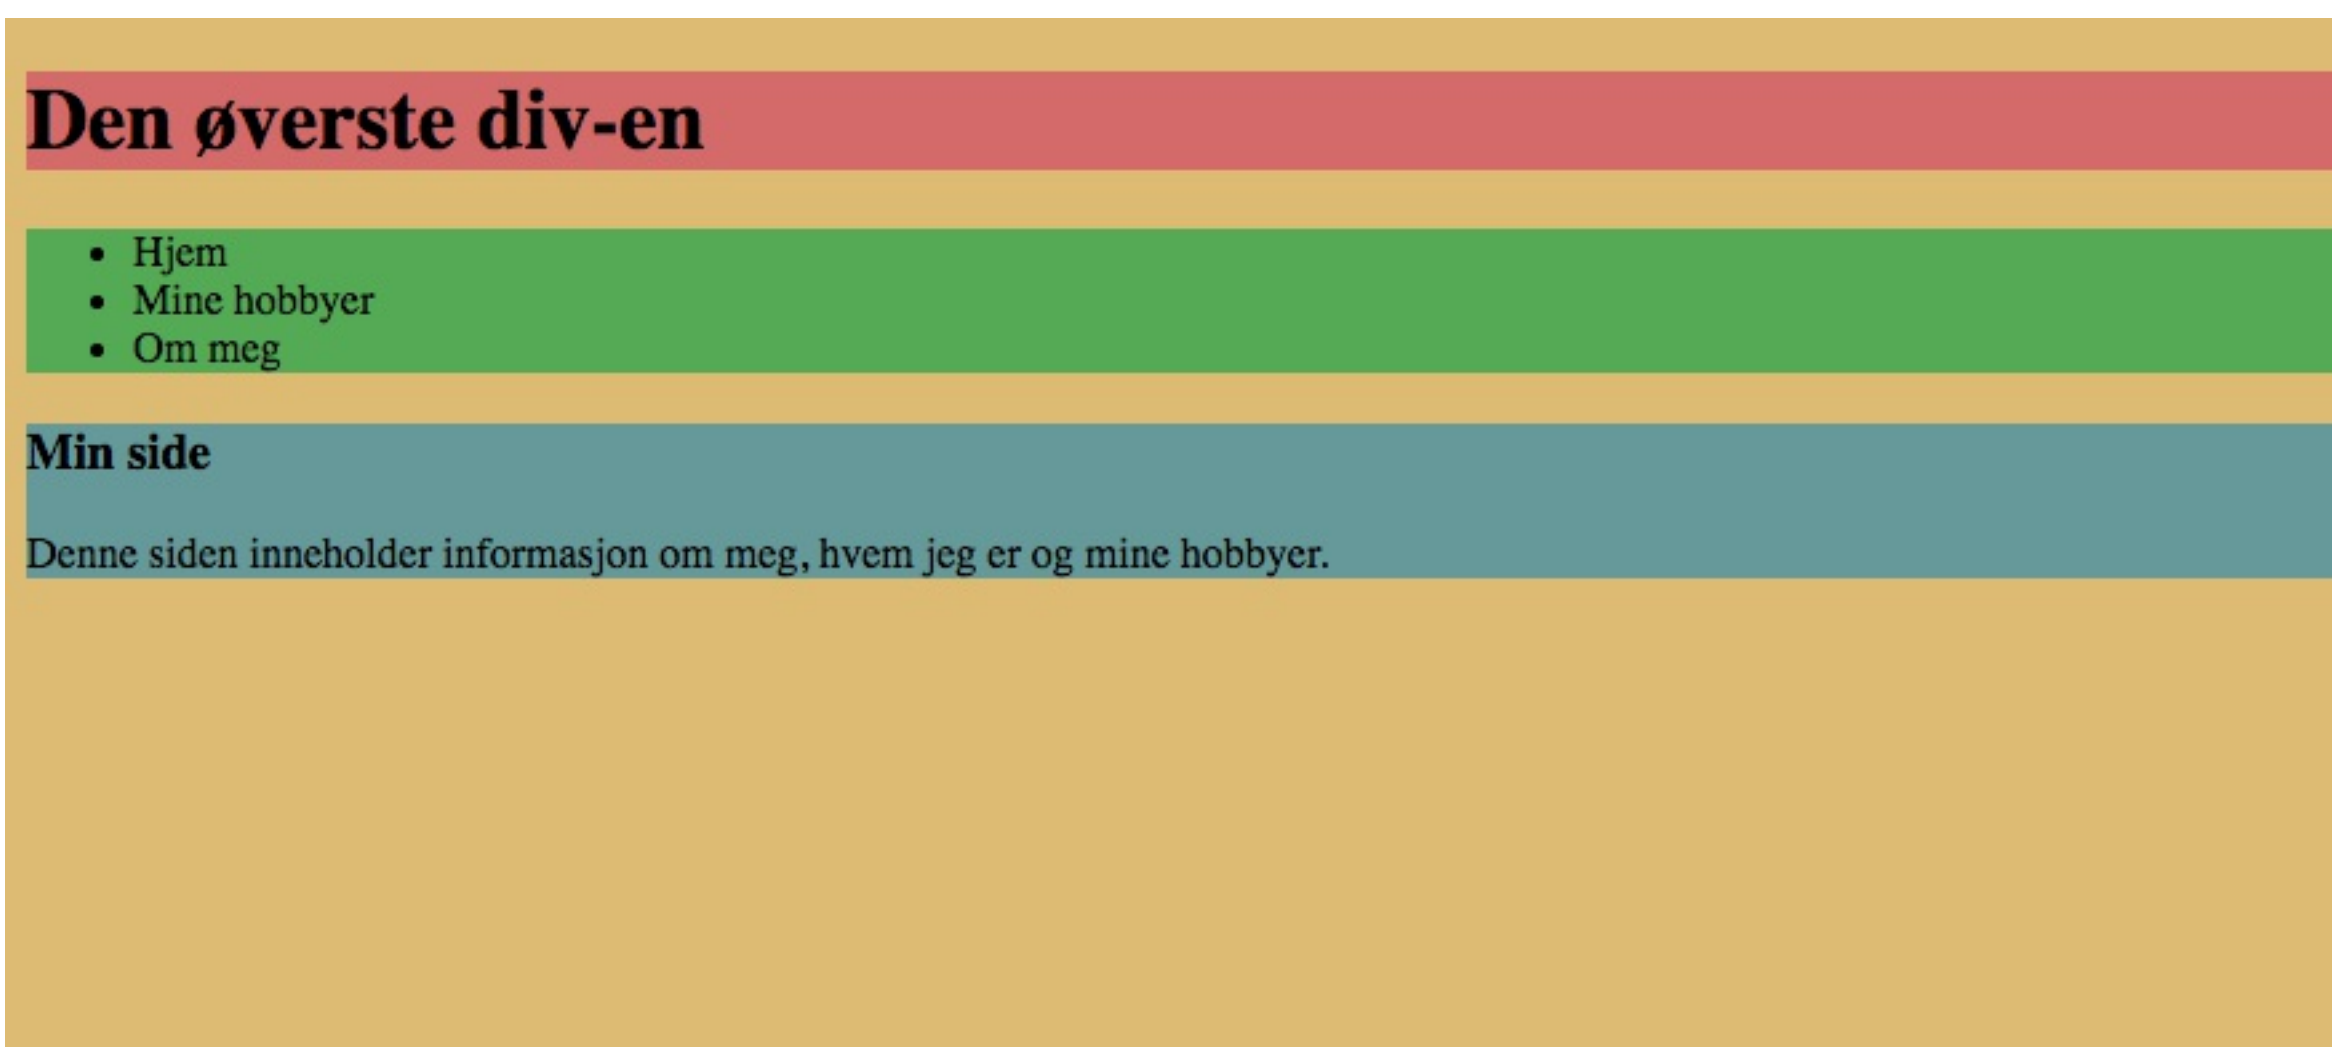 Den øverste div-en
• Hjem
• Mine hobbyer
• Om meg
Min side
Denne siden inneholder informasjon om meg, hvem jeg er og mine hobbyer.